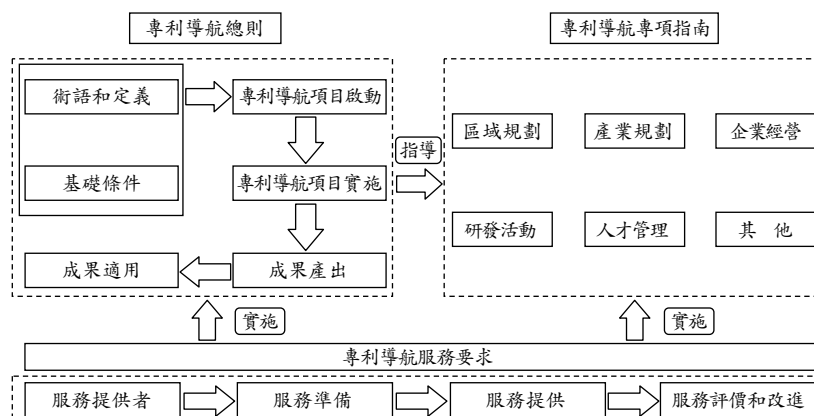 專利導航總則
專利導航專項指南
術語和定義
專利導航項目啟動
基礎條件
專利導航項目實施
成果適用
成果產出
指導
區域規劃
產業規劃
企業經營
研發活動
人才管理
其 他
實施
實施
專利導航服務要求
服務提供者
服務準備
服務提供
服務評價和改進